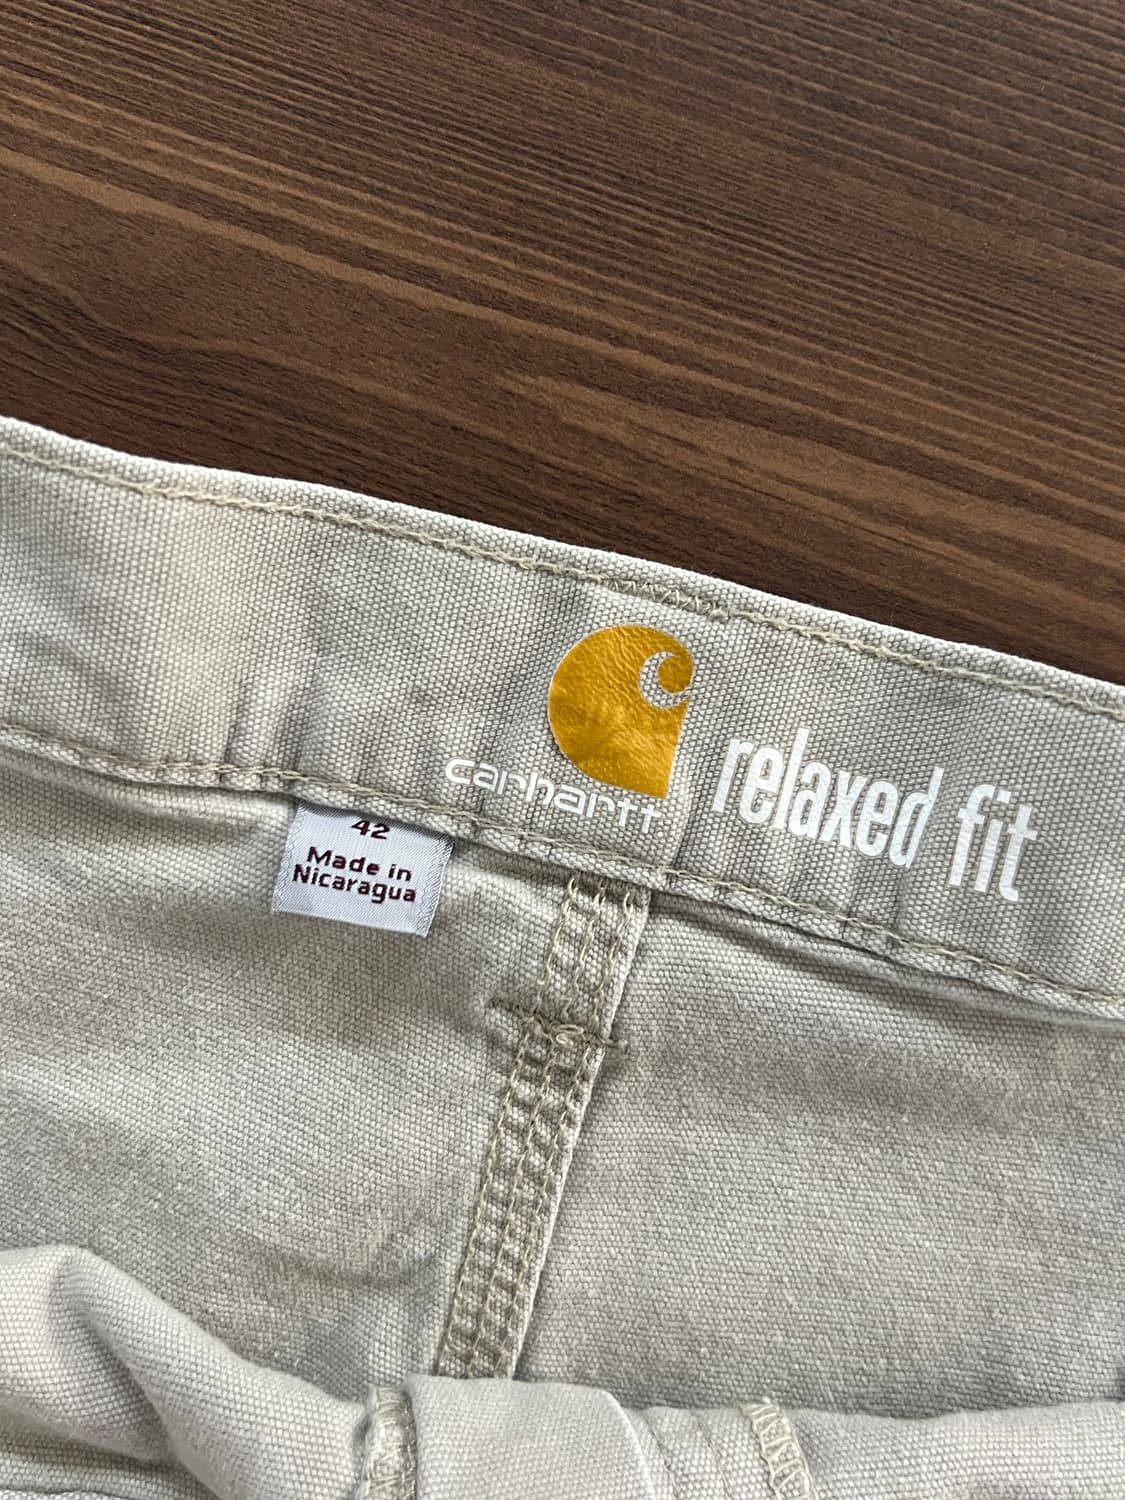 carhartt
relaxed fit
42
Made in
Nicaragua